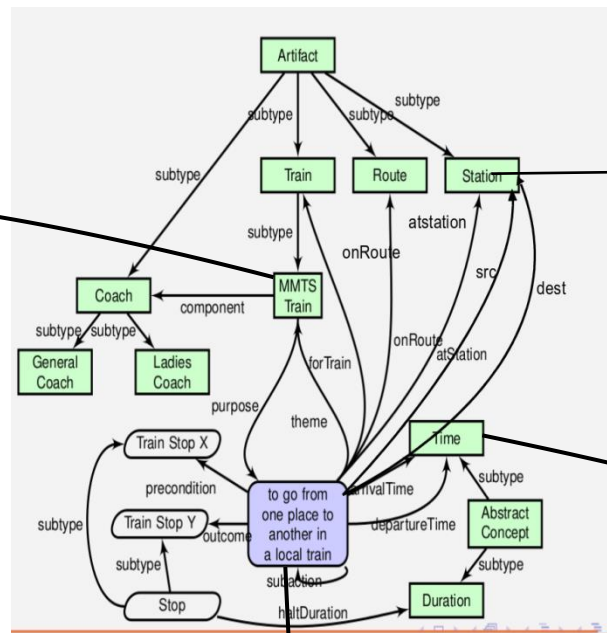 Artifact
subtype
subtype
subtype
subtype
Train
Route
Station
subtype
onRoute
atstation
src
dest
Coach
component
MMTS
Train
subtype
subtype
General
Coach
Ladies
Coach
forTrain
onRoute
atStation
purpose
theme
Train Stop X
Time
precondition
to go from
one place to
another in
a local train
arrivalTime
subtype
subtype
Train Stop Y
outcome
departureTime
Abstract
Concept
subtype
subaction
subtype
Stop
haltDuration
Duration